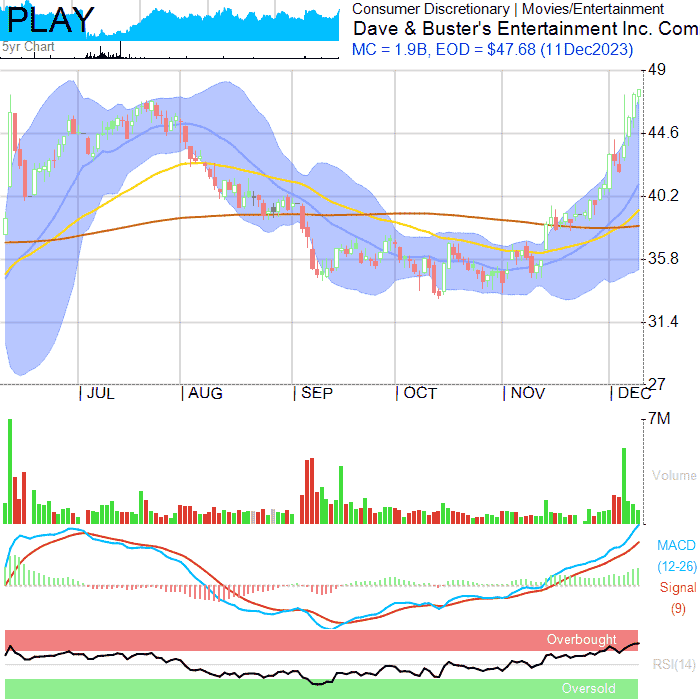 PLAY
Consumer Discretionary | Movies/Entertainment
Dave & Buster's Entertainment Inc. Com
5yr Chart
MC = 1.9B, EOD = $47.68 (11Dec2023)
49
44.6
40.2
35.8
31.4
27
JUL AUG SEP OCT NOV DEC
7M
Volume
MACD
(12-26)
Signal
(9)
Overbought
RSI(14)
Oversold